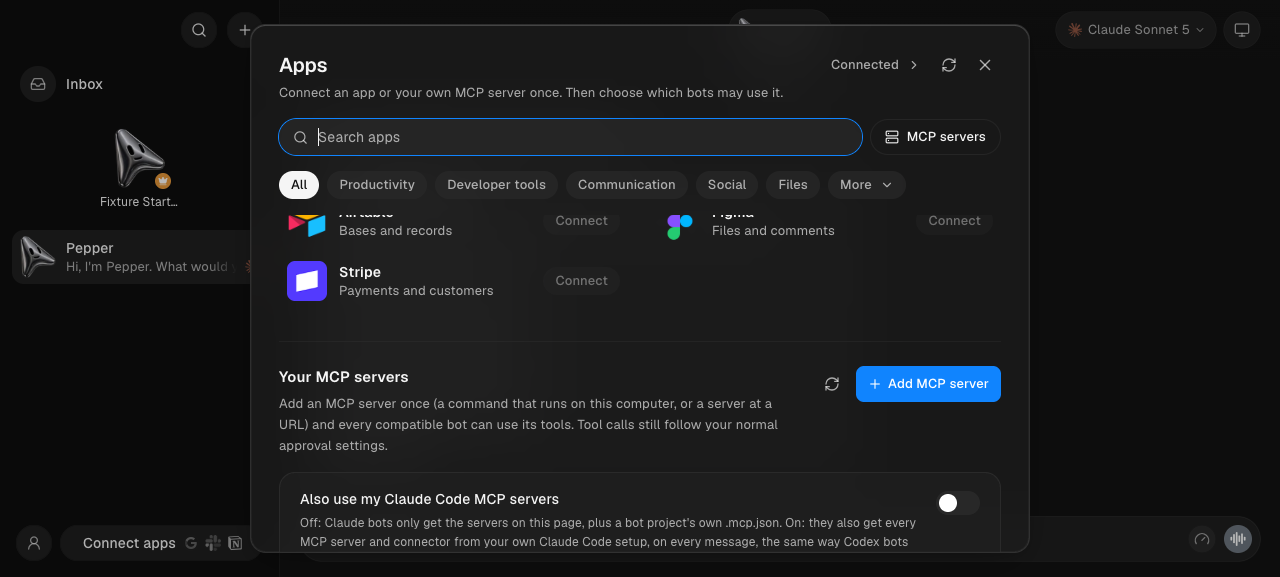 Claude Sonnet 5
Inbox
Fixture Start...
Pepper
Hi, I'm Pepper. What would
Connect apps
Apps
Connected
Connect an app or your own MCP server once. Then choose which bots may use it.
Search apps
MCP servers
All
Productivity
Developer tools
Communication
Social
Files
More
Airtable
Bases and records
Connect
Figma
Files and comments
Connect
Stripe
Payments and customers
Connect
Your MCP servers
Add MCP server
Add an MCP server once (a command that runs on this computer, or a server at a
URL) and every compatible bot can use its tools. Tool calls still follow your normal
approval settings.
Also use my Claude Code MCP servers
Off: Claude bots only get the servers on this page, plus a bot project's own .mcp.json. On: they also get every
MCP server and connector from your own Claude Code setup, on every message, the same way Codex bots